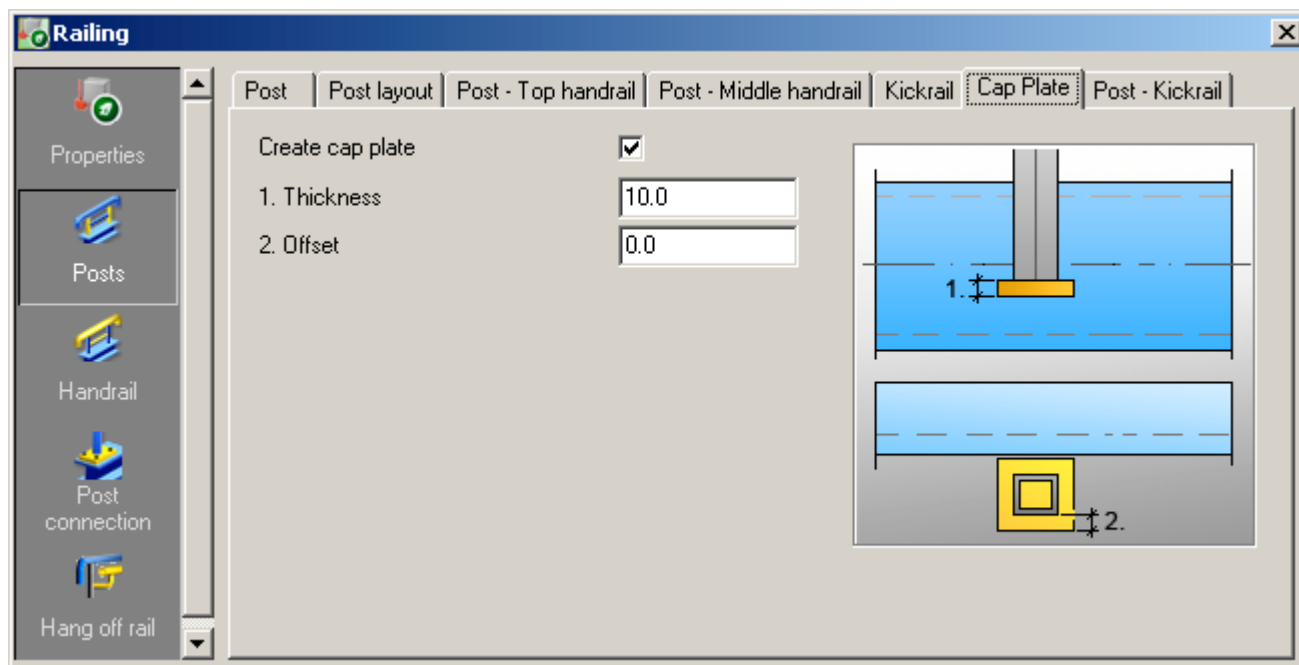 Railing
Properties
Posts
Handrail
Post
connection
Hang off rail
Post
Post layout
Post - Top handrail
Post - Middle handrail
Kickrail
Cap Plate
Post - Kickrail
Create cap plate
1. Thickness
10.0
2. Offset
0.0
1.
2.